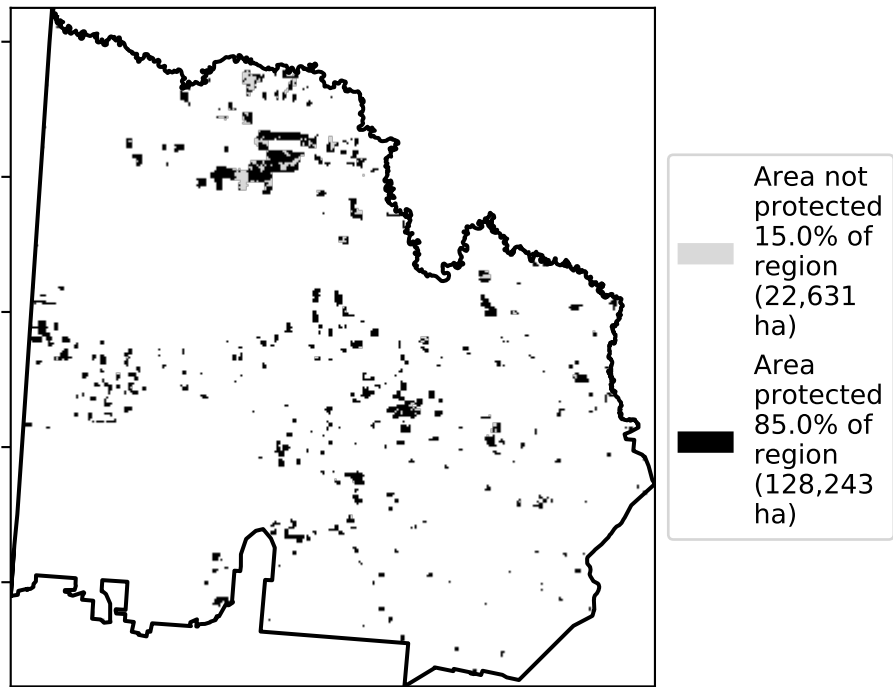 Area not
protected
15.0% of
region
(22,631
ha)
Area
protected
85.0% of
region
(128,243
ha)